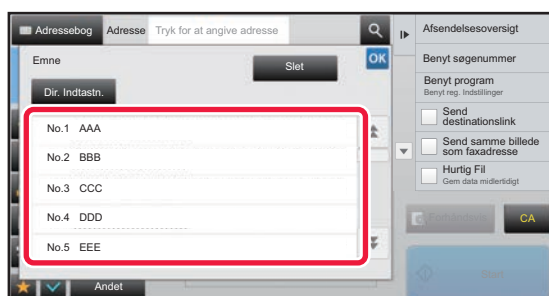 Adressebog Adresse Tryk for at angive adresse
Emne
Slet
OK
Dir. Indtastn.
No.1 AAA
No.2 BBB
No.3 CCC
No.4 DDD
No.5 EEE
Andet
Afsendelsesoversigt
Benyt søgenummer
Benyt program
Benyt reg. Indstillinger
Send
destinationslink
Send samme billede
som faxadresse
Hurtig Fil
Gem data midlertidigt
CA
Start